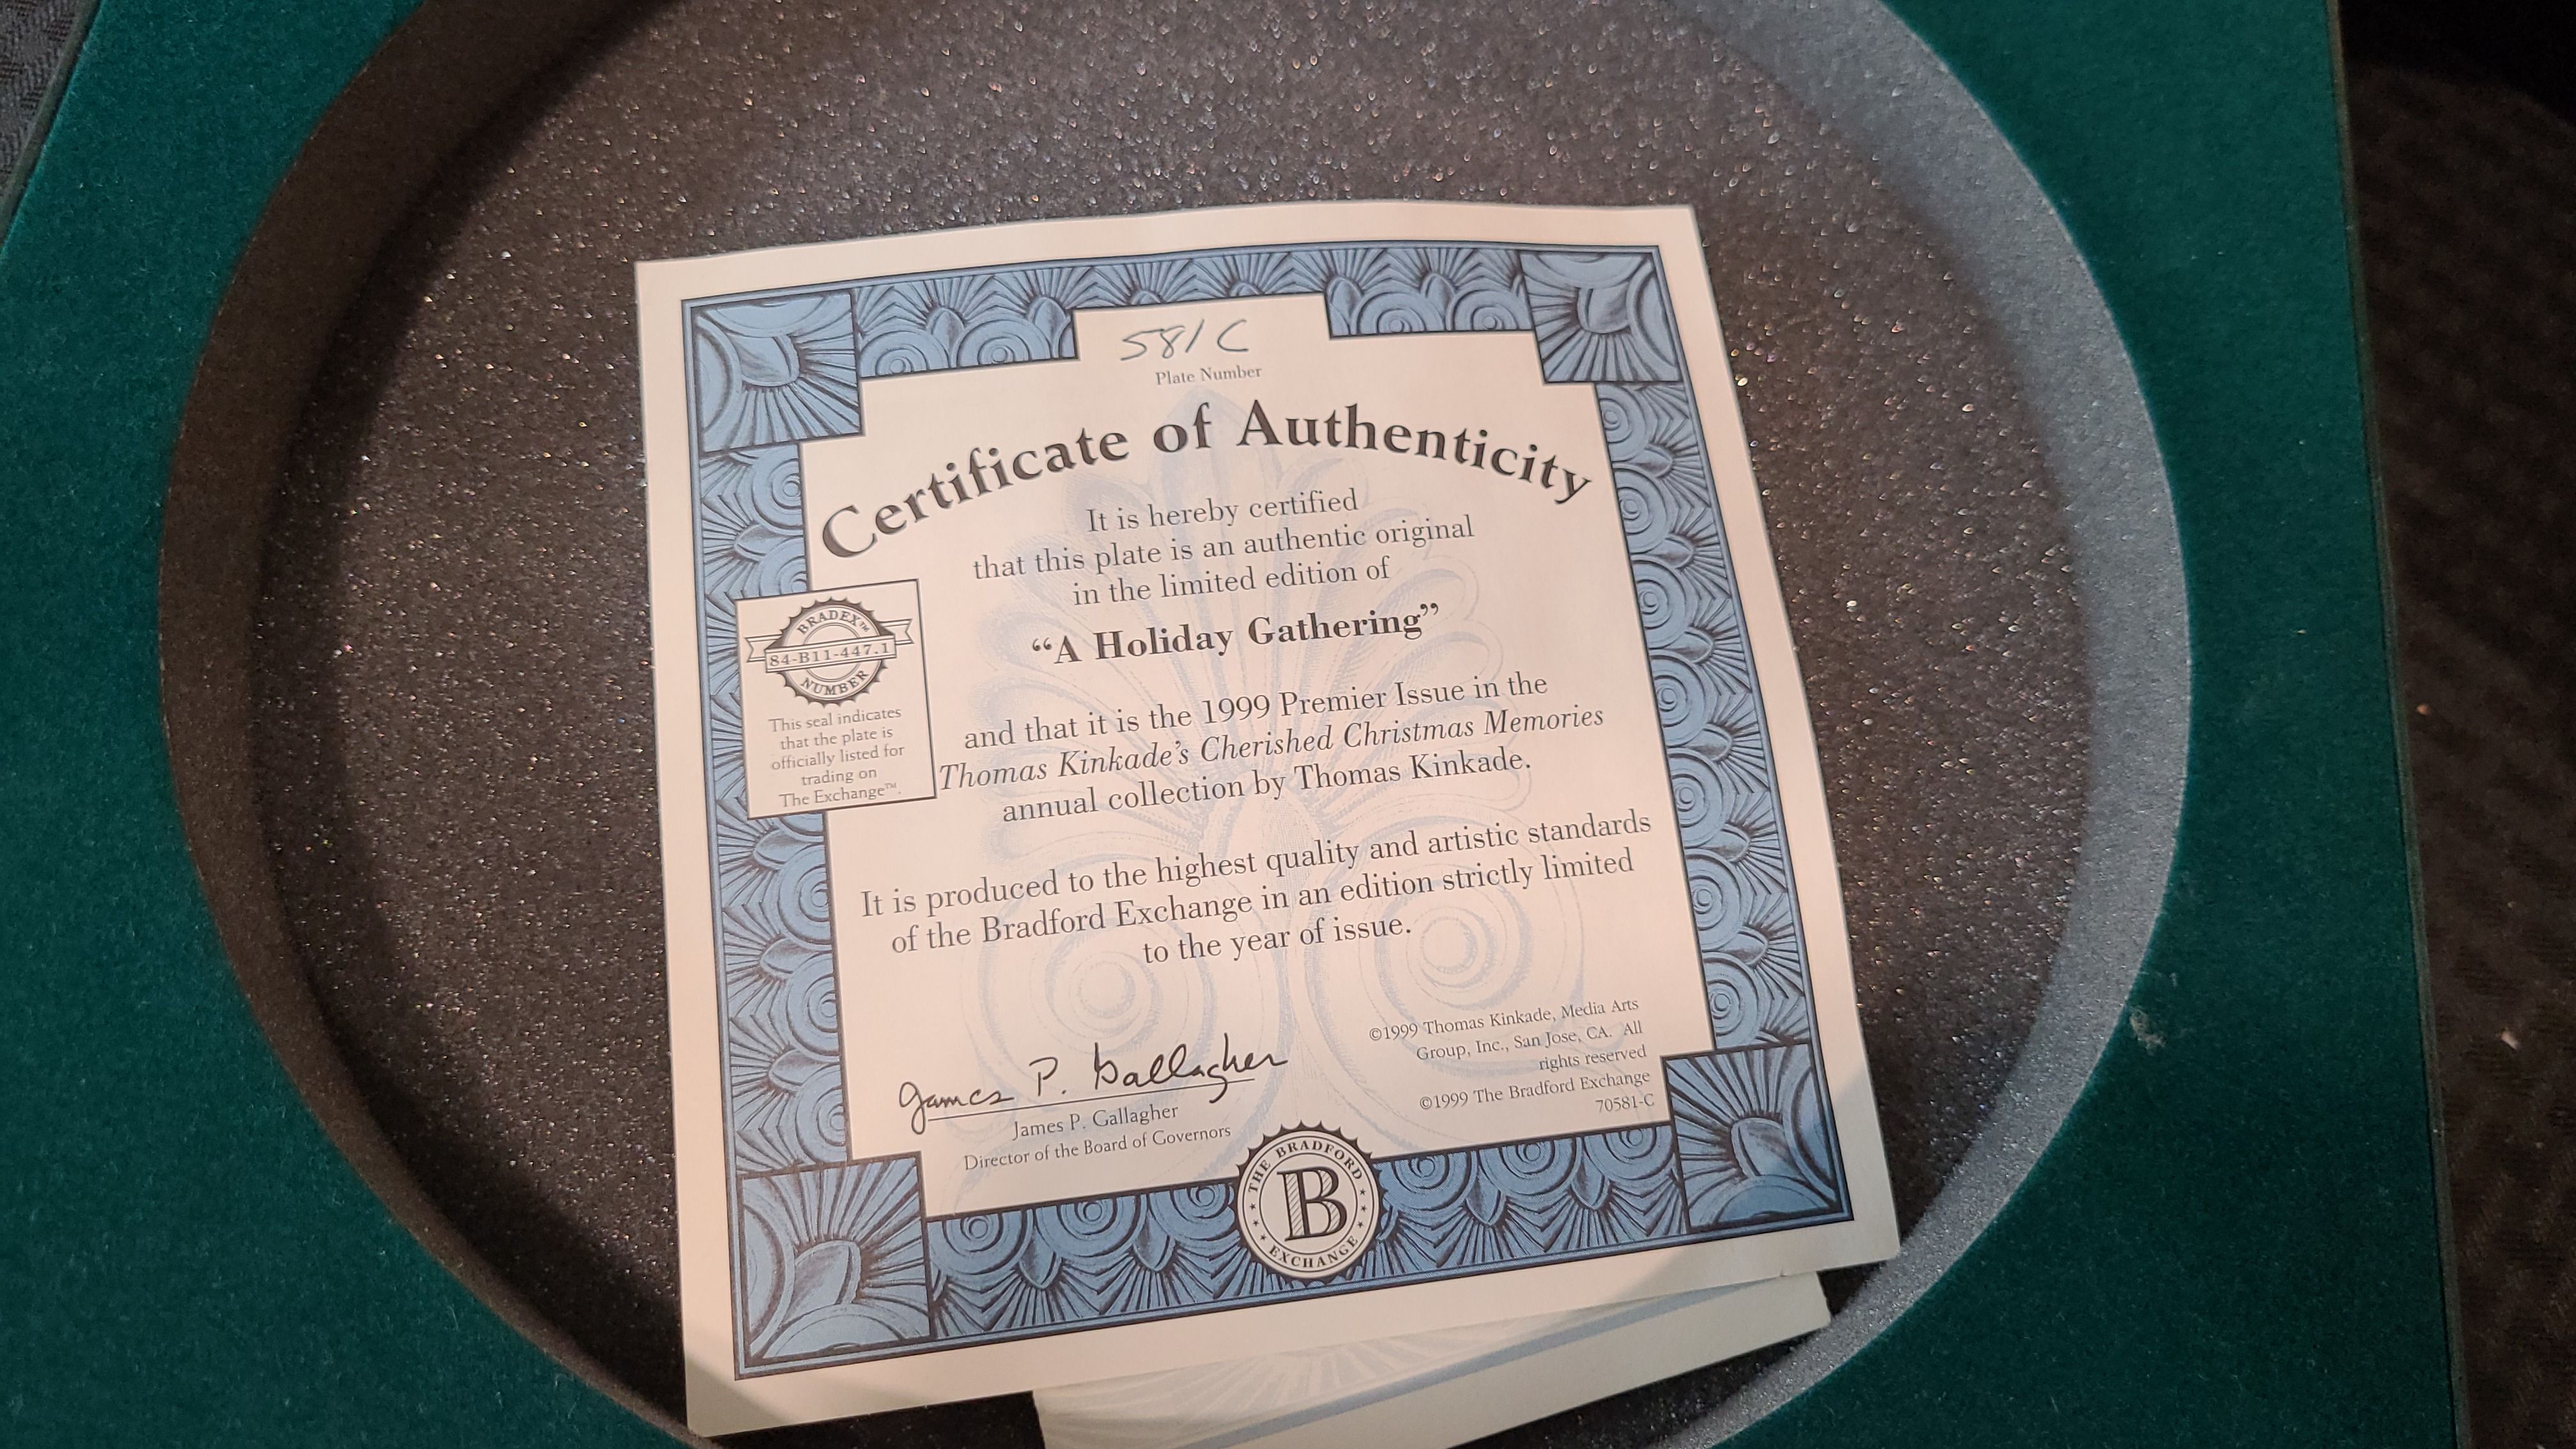 581C
Plate Number
Certificate of Authenticity
It is hereby certified
that this plate is an authentic original
in the limited edition of
“A Holiday Gathering”
and that it is the 1999 Premier Issue in the
Thomas Kinkade’s Cherished Christmas Memories
annual collection by Thomas Kinkade.
BRADEX™
84-B11-447.1
NUMBER
This seal indicates
that the plate is
officially listed for
trading on
The Exchange™.
It is produced to the highest quality and artistic standards
of the Bradford Exchange in an edition strictly limited
to the year of issue.
James P. Gallagher
James P. Gallagher
Director of the Board of Governors
©1999 Thomas Kinkade, Media Arts
Group, Inc., San Jose, CA. All
rights reserved
©1999 The Bradford Exchange
70581-C
THE BRADFORD
B
EXCHANGE